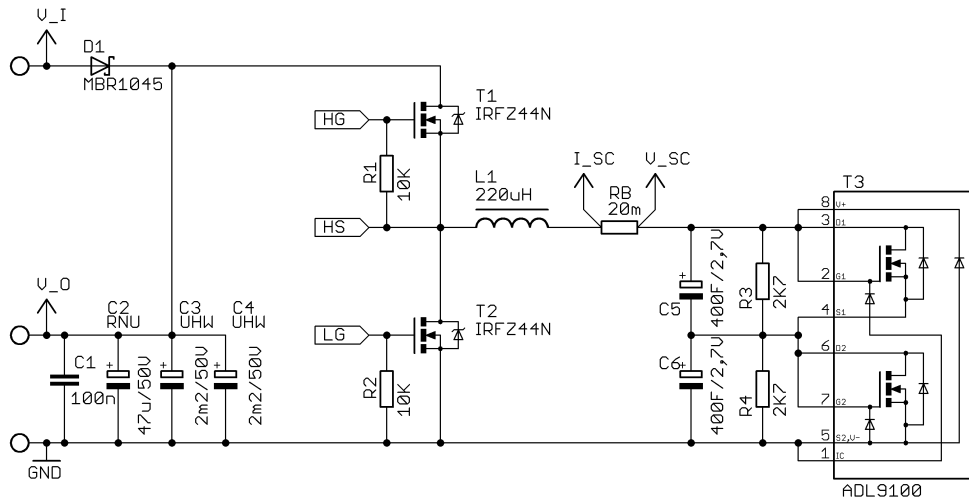 V_I
D1
MBR1045
HG
T1
IRFZ44N
R1
10K
HS
L1
220uH
I_SC
V_SC
RB
20m
T3
8 V+
3 D1
2 G1
4 S1
6 D2
7 G2
5 S2,V-
1 IC
ADL9100
C5
400F/2,7V
R3
2K7
C6
400F/2,7V
R4
2K7
V_O
C1
100n
C2
RNU
47u/50V
C3
UHW
2m2/50V
C4
UHW
2m2/50V
LG
T2
IRFZ44N
R2
10K
GND